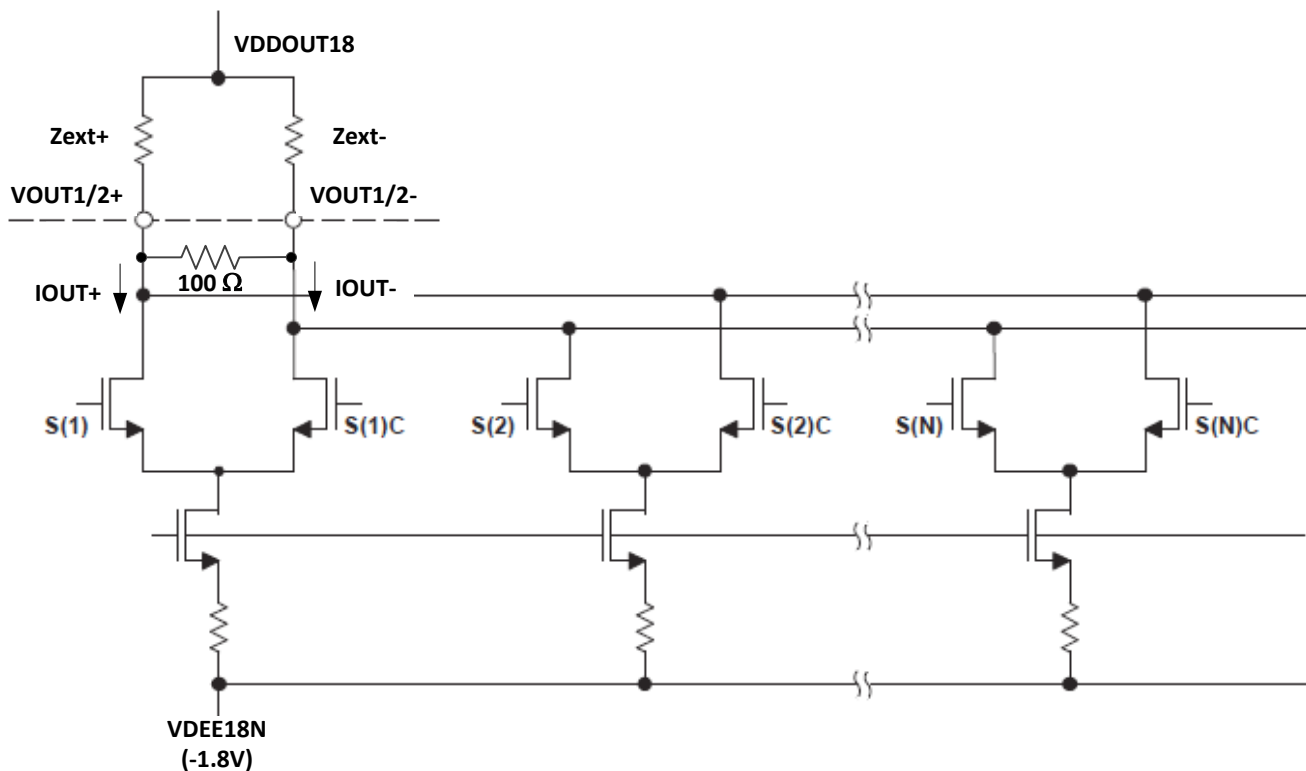 VDDOUT18
Zext+ Zext-
VOUT1/2+ VOUT1/2-
100 Ω
IOUT+ IOUT-
S(1) S(1)C S(2) S(2)C S(N) S(N)C
VDEE18N
(-1.8V)